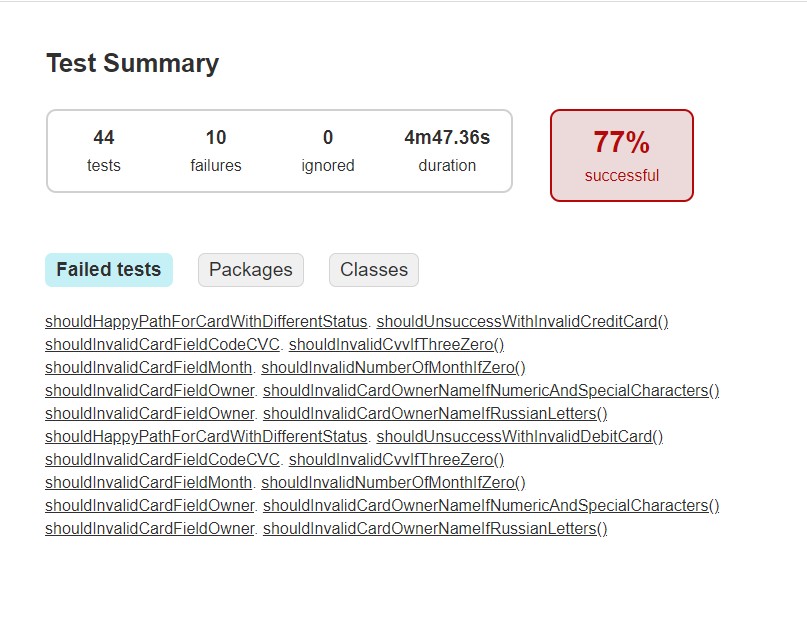 Test Summary
44 10 0 4m47.36s
tests failures ignored duration
77%
successful
Failed tests Packages Classes
shouldHappyPathForCardWithDifferentStatus. shouldUnsuccessWithInvalidCreditCard()
shouldInvalidCardFieldCodeCVC. shouldInvalidCvvIfThreeZero()
shouldInvalidCardFieldMonth. shouldInvalidNumberOfMonthIfZero()
shouldInvalidCardFieldOwner. shouldInvalidCardOwnerNameIfNumericAndSpecialCharacters()
shouldInvalidCardFieldOwner. shouldInvalidCardOwnerNameIfRussianLetters()
shouldHappyPathForCardWithDifferentStatus. shouldUnsuccessWithInvalidDebitCard()
shouldInvalidCardFieldCodeCVC. shouldInvalidCvvIfThreeZero()
shouldInvalidCardFieldMonth. shouldInvalidNumberOfMonthIfZero()
shouldInvalidCardFieldOwner. shouldInvalidCardOwnerNameIfNumericAndSpecialCharacters()
shouldInvalidCardFieldOwner. shouldInvalidCardOwnerNameIfRussianLetters()